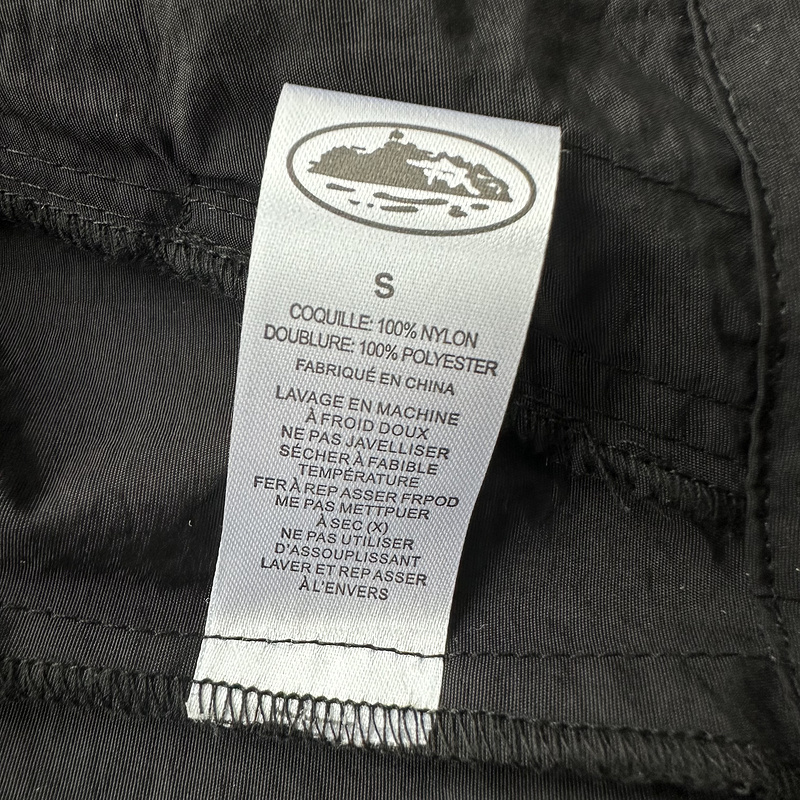 S
COQUILLE: 100% NYLON
DOUBLURE: 100% POLYESTER
FABRIQUÉ EN CHINA
LAVAGE EN MACHINE
À FROID DOUX
NE PAS JAVELLISER
SÉCHER À FABIBLE
TEMPÉRATURE
FER À REP ASSER FRPOD
ME PAS METTPUER
À SEC (X)
NE PAS UTILISER
D'ASSOUPLISSANT
LAVER ET REP ASSER
À L'ENVERS